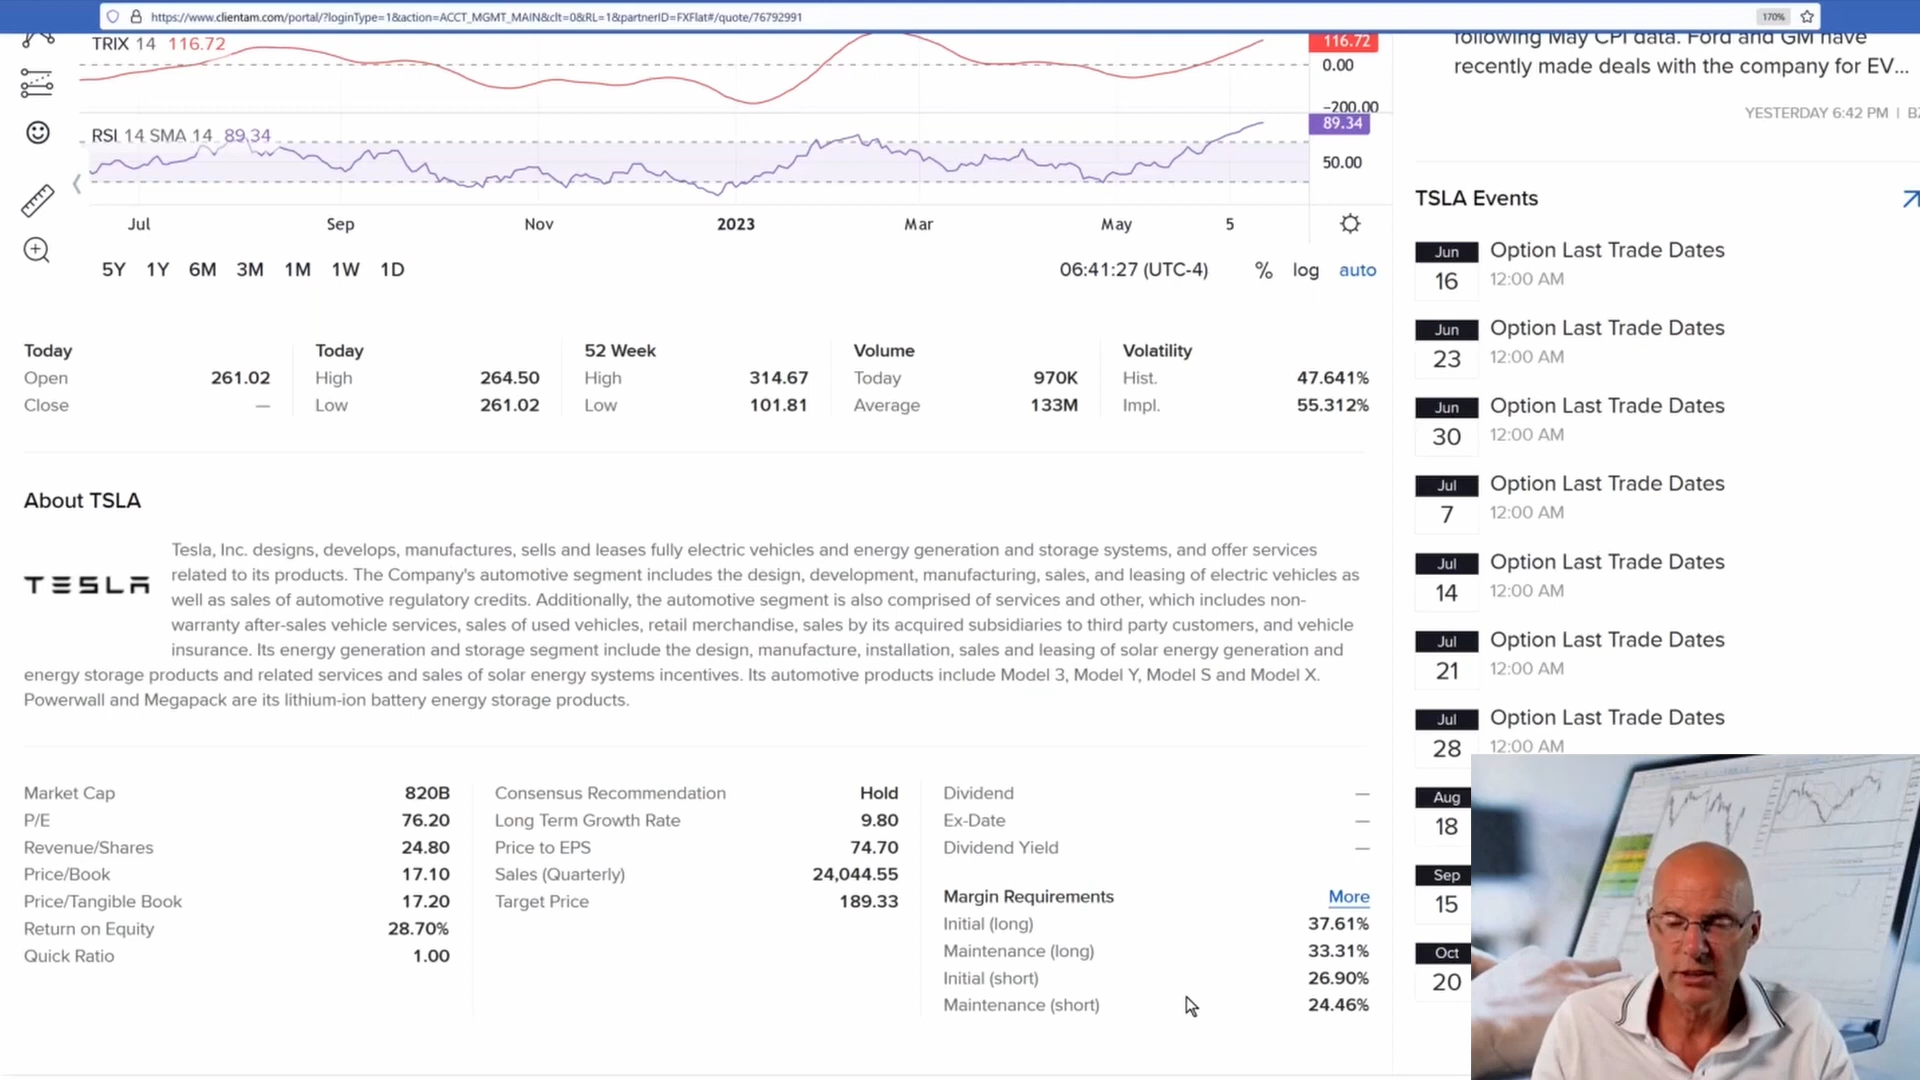 https://www.clientam.com/portal/?loginType=1&action=ACCT_MGMT_MAIN&clt=0&RL=1&partnerID=FXFlat#/quote/76792991
170%
TRIX 14 116.72
116.72
0.00
-200.00
RSI 14 SMA 14 89.34
89.34
50.00
Jul Sep Nov 2023 Mar May 5
5Y 1Y 6M 3M 1M 1W 1D
06:41:27 (UTC-4) % log auto
Today
Open 261.02
Close —
Today
High 264.50
Low 261.02
52 Week
High 314.67
Low 101.81
Volume
Today 970K
Average 133M
Volatility
Hist. 47.641%
Impl. 55.312%
About TSLA
TESLA
Tesla, Inc. designs, develops, manufactures, sells and leases fully electric vehicles and energy generation and storage systems, and offer services
related to its products. The Company's automotive segment includes the design, development, manufacturing, sales, and leasing of electric vehicles as
well as sales of automotive regulatory credits. Additionally, the automotive segment is also comprised of services and other, which includes non-
warranty after-sales vehicle services, sales of used vehicles, retail merchandise, sales by its acquired subsidiaries to third party customers, and vehicle
insurance. Its energy generation and storage segment include the design, manufacture, installation, sales and leasing of solar energy generation and
energy storage products and related services and sales of solar energy systems incentives. Its automotive products include Model 3, Model Y, Model S and Model X.
Powerwall and Megapack are its lithium-ion battery energy storage products.
Market Cap 820B
P/E 76.20
Revenue/Shares 24.80
Price/Book 17.10
Price/Tangible Book 17.20
Return on Equity 28.70%
Quick Ratio 1.00
Consensus Recommendation Hold
Long Term Growth Rate 9.80
Price to EPS 74.70
Sales (Quarterly) 24,044.55
Target Price 189.33
Dividend —
Ex-Date —
Dividend Yield —
Margin Requirements More
Initial (long) 37.61%
Maintenance (long) 33.31%
Initial (short) 26.90%
Maintenance (short) 24.46%
following May CPI data. Ford and GM have
recently made deals with the company for EV...
YESTERDAY 6:42 PM |
TSLA Events
Jun 16 Option Last Trade Dates
12:00 AM
Jun 23 Option Last Trade Dates
12:00 AM
Jun 30 Option Last Trade Dates
12:00 AM
Jul 7 Option Last Trade Dates
12:00 AM
Jul 14 Option Last Trade Dates
12:00 AM
Jul 21 Option Last Trade Dates
12:00 AM
Jul 28 Option Last Trade Dates
12:00 AM
Aug 18
Sep 15
Oct 20